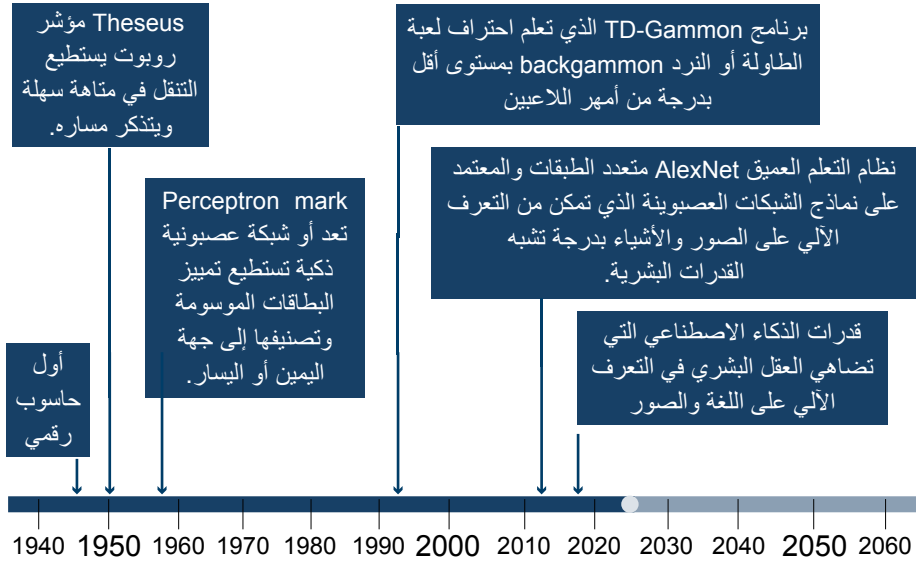 Theseus مؤشر
روبوت يستطيع
التنقل في متاهة سهلة
ويتذكر مساره.
برنامج TD-Gammon الذي تعلم احتراف لعبة
الطاولة أو النرد backgammon بمستوى أقل
بدرجة من أمهر اللاعبين
Perceptron mark
تعد أو شبكة عصبونية
ذكية تستطيع تمييز
البطاقات الموسومة
وتصنيفها إلى جهة
اليمين أو اليسار.
نظام التعلم العميق AlexNet متعدد الطبقات والمعتمد
على نماذج الشبكات العصبوينة الذي تمكن من التعرف
الآلي على الصور والأشياء بدرجة تشبه
القدرات البشرية.
أول
حاسوب
رقمي
قدرات الذكاء الاصطناعي التي
تضاهي العقل البشري في التعرف
الآلي على اللغة والصور
1940 1950 1960 1970 1980 1990 2000 2010 2020 2030 2040 2050 2060